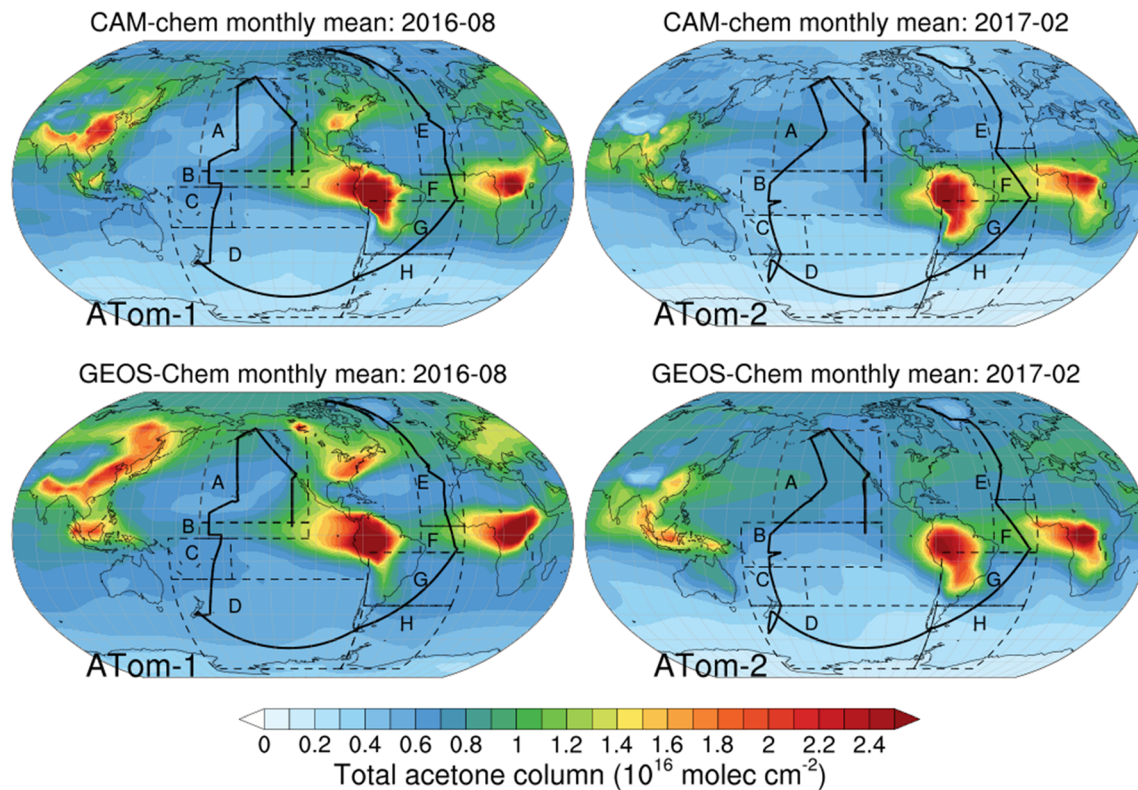 CAM-chem monthly mean: 2016-08
A
E
B
F
C
G
D
H
ATom-1
CAM-chem monthly mean: 2017-02
A
E
B
F
C
G
D
H
ATom-2
GEOS-Chem monthly mean: 2016-08
A
E
B
F
C
G
D
H
ATom-1
GEOS-Chem monthly mean: 2017-02
A
E
B
F
C
G
D
H
ATom-2
0 0.2 0.4 0.6 0.8 1 1.2 1.4 1.6 1.8 2 2.2 2.4
Total acetone column (10¹⁶ molec cm⁻²)